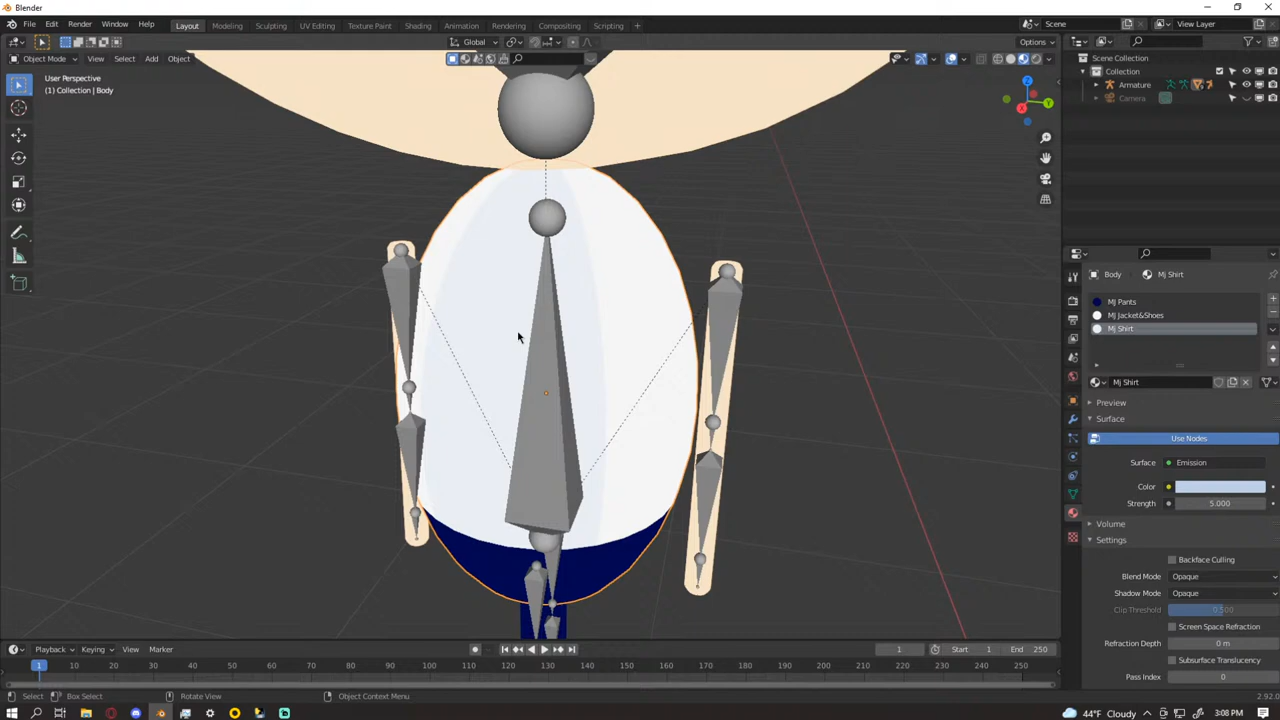 Blender
File Edit Render Window Help Layout Modeling Sculpting UV Editing Texture Paint Shading Animation Rendering Compositing Scripting Scene View Layer
Global Options
Object Mode View Select Add Object
User Perspective
(1) Collection | Body
Scene Collection
Collection
Armature
Camera
Body Mj Shirt
MJ Pants
MJ Jacket&Shoes
Mj Shirt
Mj Shirt
Preview
Surface
Use Nodes
Surface Emission
Color
Strength 5.000
Volume
Settings
Backface Culling
Blend Mode Opaque
Shadow Mode Opaque
Clip Threshold 0.500
Screen Space Refraction
Refraction Depth 0 m
Subsurface Translucency
Pass Index 0
Playback Keying View Marker 1 Start 1 End 250
1 10 20 30 40 50 60 70 80 90 100 110 120 130 140 150 160 170 180 190 200 210 220 230 240 250
Select Box Select Rotate View Object Context Menu 2.92.0
44°F Cloudy 3:08 PM